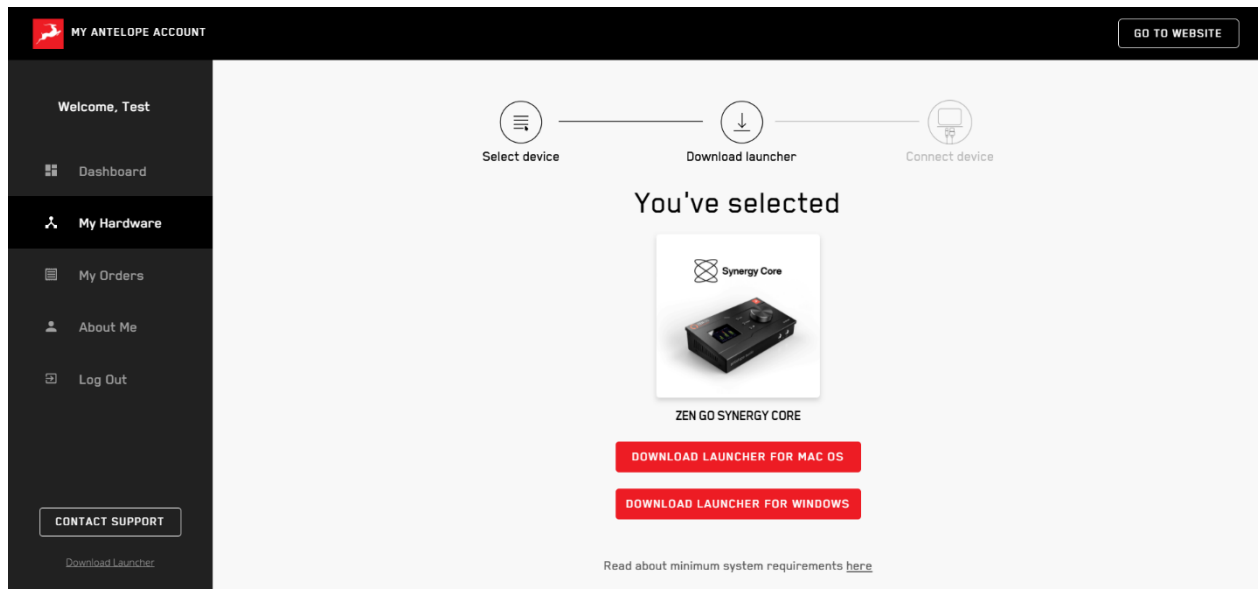 MY ANTELOPE ACCOUNT
GO TO WEBSITE
Welcome, Test
Dashboard
My Hardware
My Orders
About Me
Log Out
CONTACT SUPPORT
Download Launcher
Select device
Download launcher
Connect device
You've selected
Synergy Core
ZEN GO SYNERGY CORE
DOWNLOAD LAUNCHER FOR MAC OS
DOWNLOAD LAUNCHER FOR WINDOWS
Read about minimum system requirements here